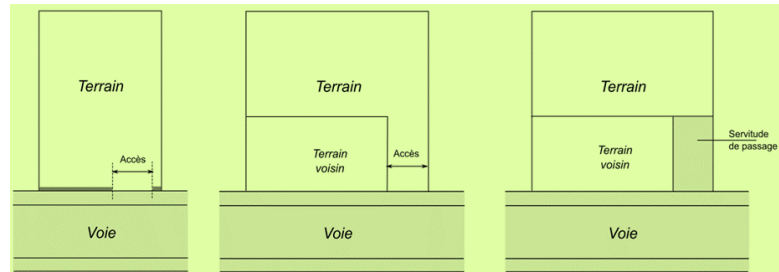 Terrain
Accès
Voie
Terrain
Terrain
voisin
Accès
Voie
Terrain
Terrain
voisin
Servitude
de passage
Voie